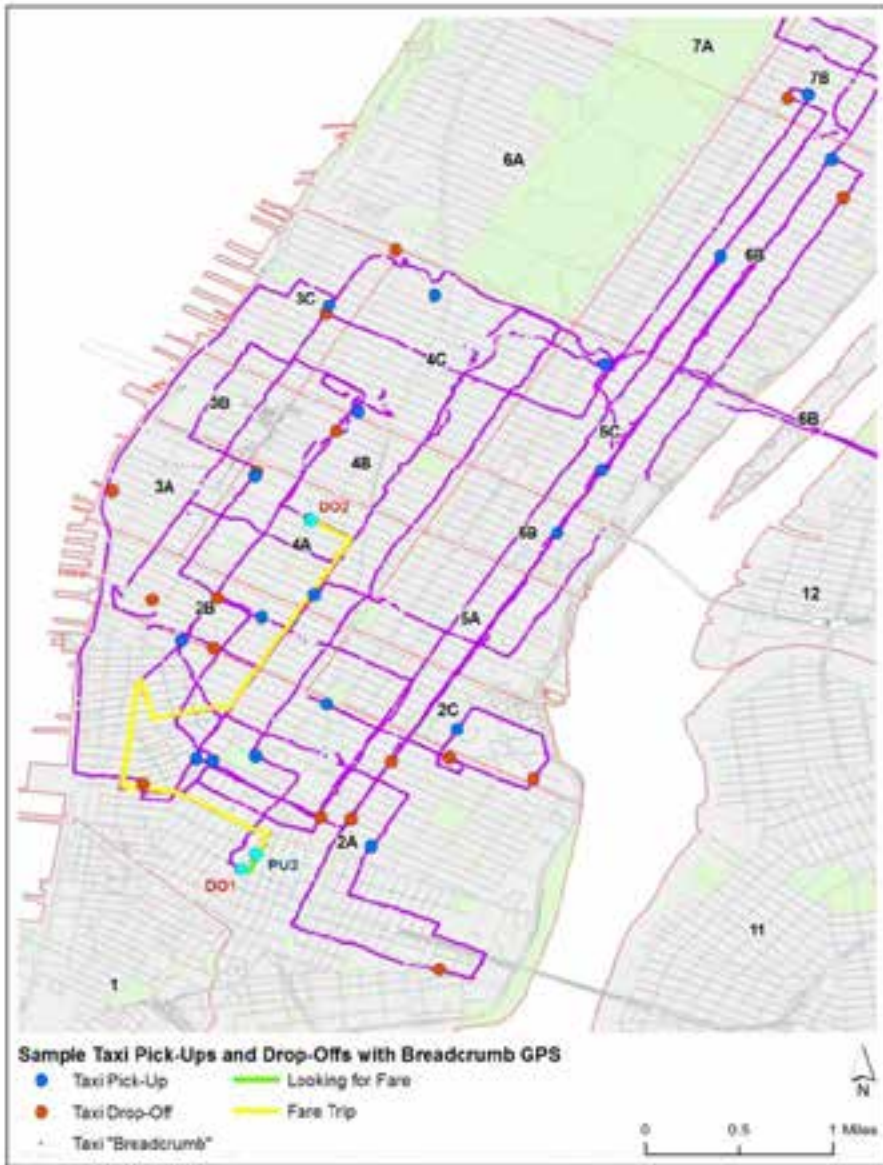 7A
7B
6A
6B
3C
4C
3B
5C
6B
4B
3A
DO2
4A
5B
12
2B
5A
2C
2A
PU2
DO1
11
1
Sample Taxi Pick-Ups and Drop-Offs with Breadcrumb GPS
Taxi Pick-Up
Looking for Fare
Taxi Drop-Off
Fare Trip
Taxi "Breadcrumb"
N
0 0.5 1 Miles